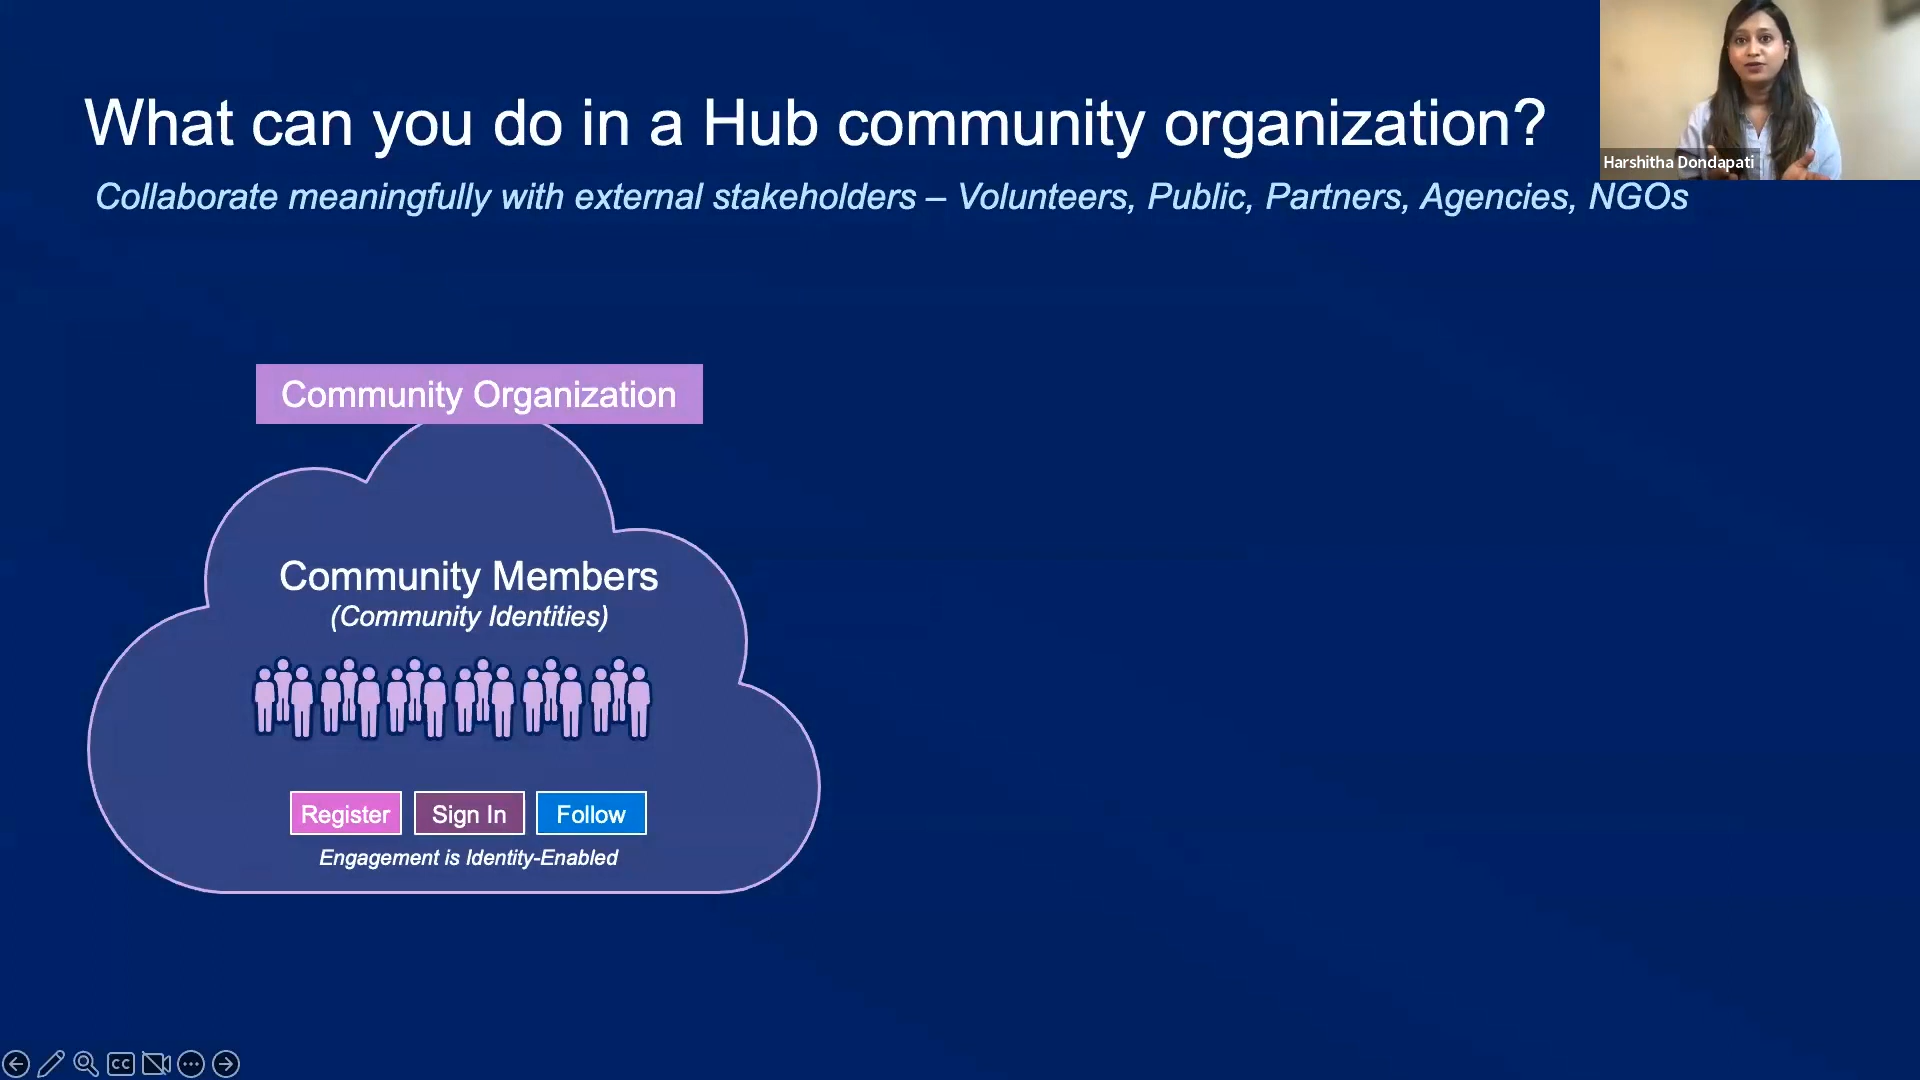 What can you do in a Hub community organization?
Harshitha Dondapati
Collaborate meaningfully with external stakeholders – Volunteers, Public, Partners, Agencies, NGOs
Community Organization
Community Members
(Community Identities)
Register
Sign In
Follow
Engagement is Identity-Enabled
CC